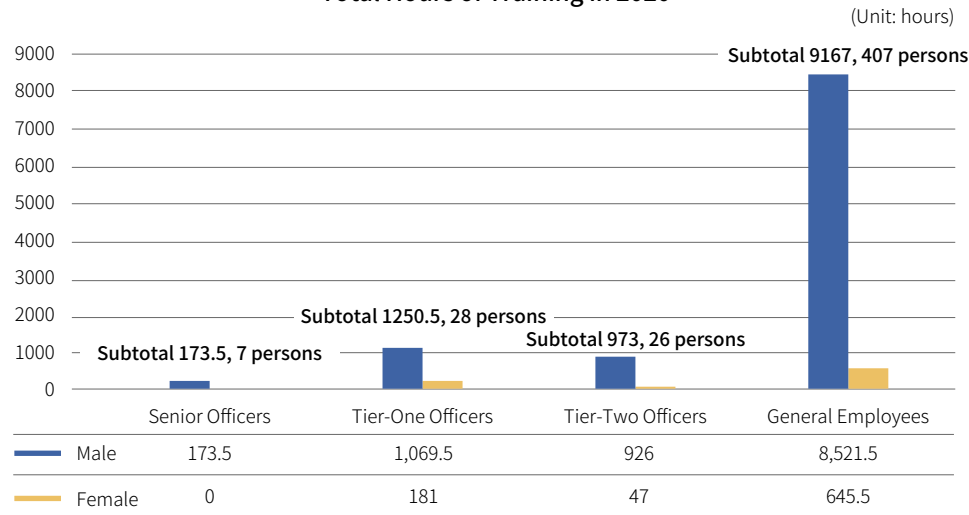 (Unit: hours)
9000
Subtotal 9167, 407 persons
8000
7000
6000
5000
4000
3000
2000
Subtotal 1250.5, 28 persons
Subtotal 973, 26 persons
1000
Subtotal 173.5, 7 persons
0
Senior Officers Tier-One Officers Tier-Two Officers General Employees
Male 173.5 1,069.5 926 8,521.5
Female 0 181 47 645.5